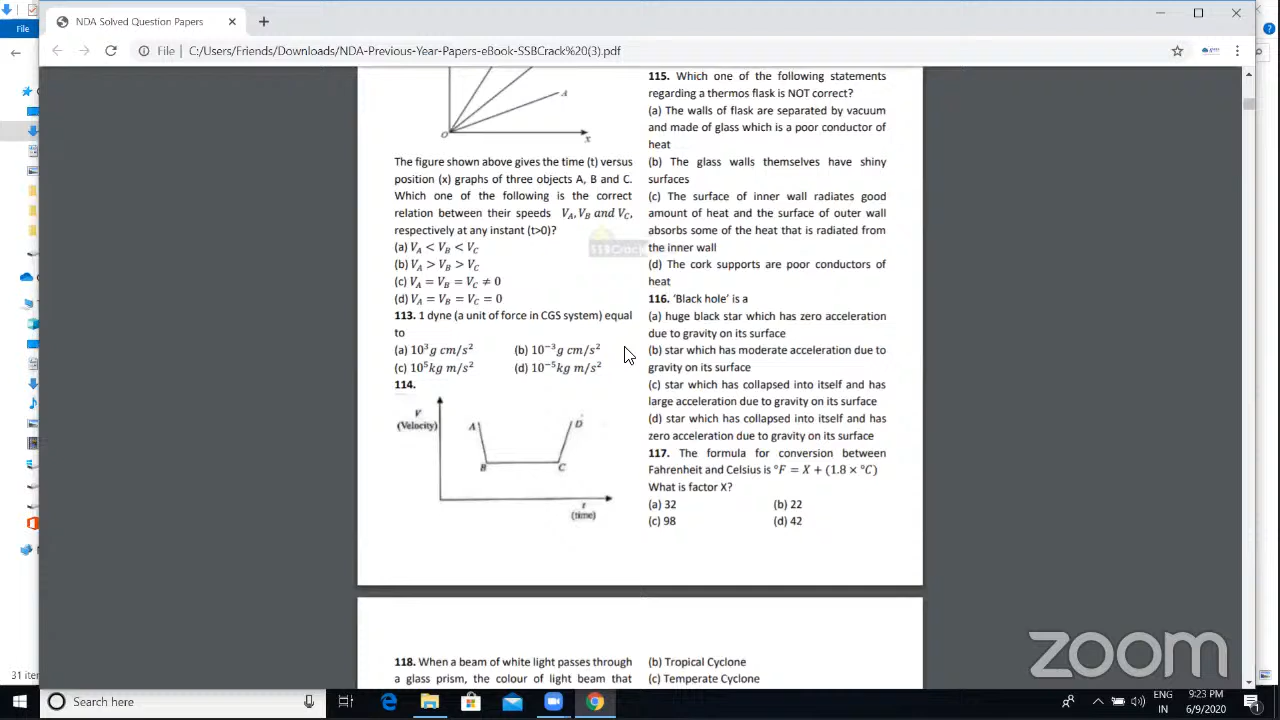 NDA Solved Question Papers
File | C:/Users/Friends/Downloads/NDA-Previous-Year-Papers-eBook-SSBCrack%20(3).pdf
File
A
O
x
The figure shown above gives the time (t) versus
position (x) graphs of three objects A, B and C.
Which one of the following is the correct
relation between their speeds V_A, V_B and V_C,
respectively at any instant (t>0)?
(a) V_A < V_B < V_C
(b) V_A > V_B > V_C
(c) V_A = V_B = V_C ≠ 0
(d) V_A = V_B = V_C = 0
113. 1 dyne (a unit of force in CGS system) equal
to
(a) 10³g cm/s² (b) 10⁻³g cm/s²
(c) 10⁵kg m/s² (d) 10⁻⁵kg m/s²
114.
V
(Velocity)
A
D
B
C
t
(time)
SSBCrack
115. Which one of the following statements
regarding a thermos flask is NOT correct?
(a) The walls of flask are separated by vacuum
and made of glass which is a poor conductor of
heat
(b) The glass walls themselves have shiny
surfaces
(c) The surface of inner wall radiates good
amount of heat and the surface of outer wall
absorbs some of the heat that is radiated from
the inner wall
(d) The cork supports are poor conductors of
heat
116. ‘Black hole’ is a
(a) huge black star which has zero acceleration
due to gravity on its surface
(b) star which has moderate acceleration due to
gravity on its surface
(c) star which has collapsed into itself and has
large acceleration due to gravity on its surface
(d) star which has collapsed into itself and has
zero acceleration due to gravity on its surface
117. The formula for conversion between
Fahrenheit and Celsius is °F = X + (1.8 × °C)
What is factor X?
(a) 32 (b) 22
(c) 98 (d) 42
118. When a beam of white light passes through
a glass prism, the colour of light beam that
(b) Tropical Cyclone
(c) Temperate Cyclone
zoom
31 iter
Search here
ENG
IN
9:23 PM
6/9/2020